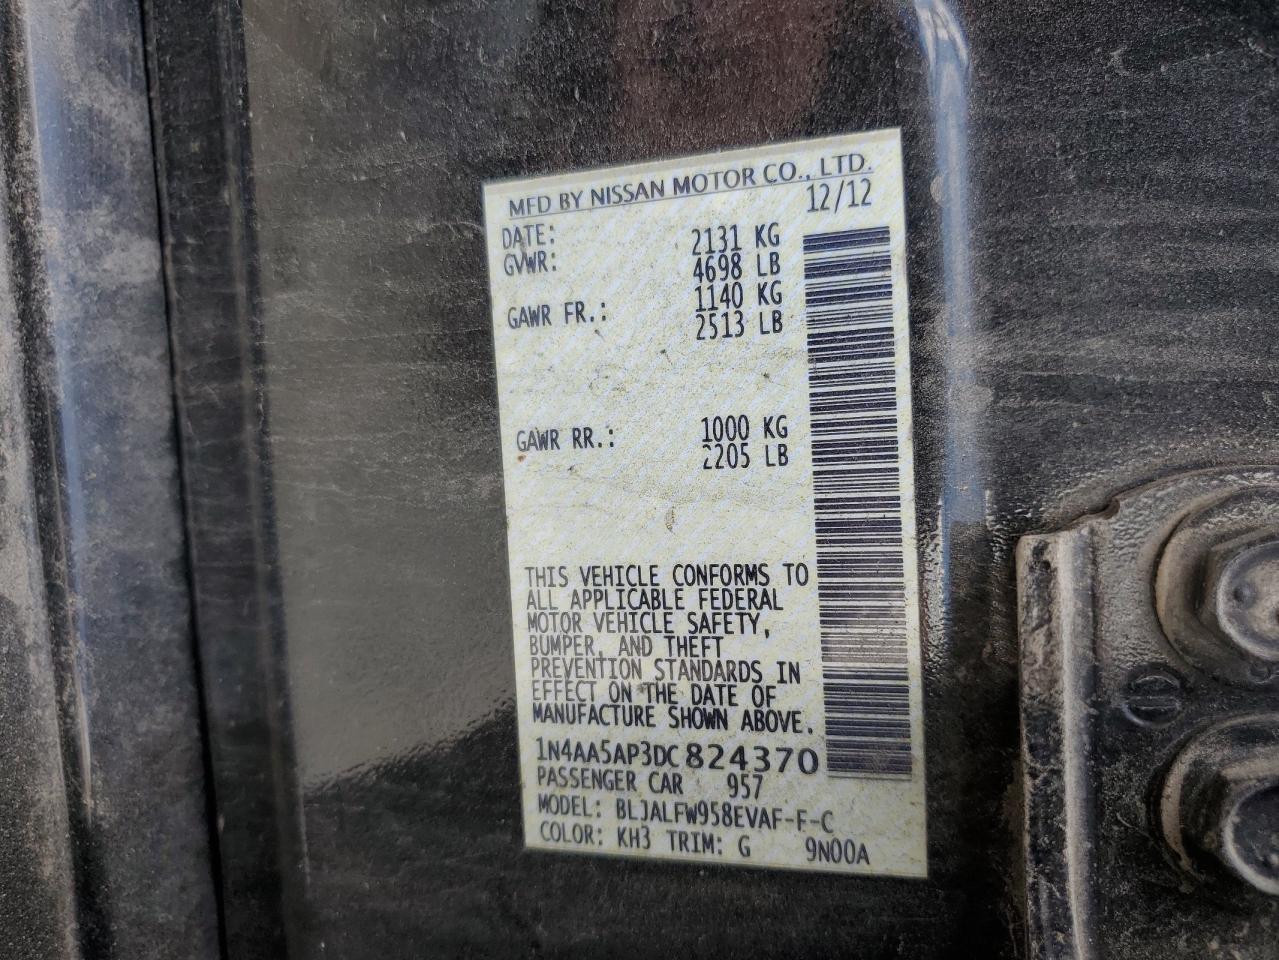 MFD BY NISSAN MOTOR CO., LTD.
DATE: 12/12
GVWR: 2131 KG
4698 LB
GAWR FR.: 1140 KG
2513 LB
GAWR RR.: 1000 KG
2205 LB
THIS VEHICLE CONFORMS TO
ALL APPLICABLE FEDERAL
MOTOR VEHICLE SAFETY,
BUMPER, AND THEFT
PREVENTION STANDARDS IN
EFFECT ON THE DATE OF
MANUFACTURE SHOWN ABOVE.
1N4AA5AP3DC824370
PASSENGER CAR 957
MODEL: BLJALFW958EVAF-F-C
COLOR: KH3 TRIM: G 9N00A